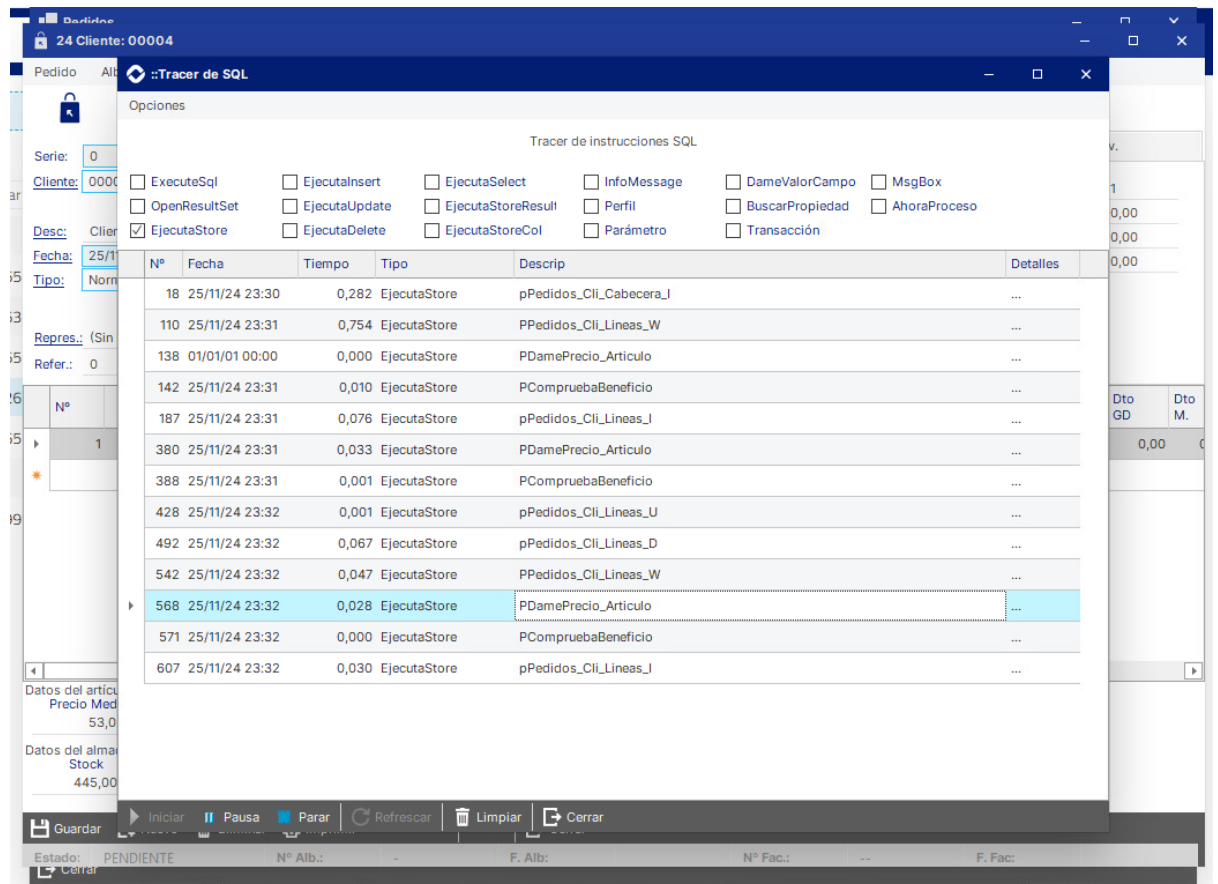 Pedidos
24 Cliente: 00004
Pedido
::Tracer de SQL
Opciones
Tracer de instrucciones SQL
Serie: 0
Cliente:
ExecuteSql EjecutaInsert EjecutaSelect InfoMessage DameValorCampo MsgBox
OpenResultSet EjecutaUpdate EjecutaStoreResult Perfil BuscarPropiedad AhoraProceso
EjecutaStore EjecutaDelete EjecutaStoreCol Parámetro Transacción
Desc:
Fecha:
Tipo:
Repres.: (Sin
Refer.: 0
1
0,00
0,00
0,00
Nº Fecha Tiempo Tipo Descrip Detalles
18 25/11/24 23:30 0,282 EjecutaStore pPedidos_Cli_Cabecera_I ...
110 25/11/24 23:31 0,754 EjecutaStore PPedidos_Cli_Lineas_W ...
138 01/01/01 00:00 0,000 EjecutaStore PDamePrecio_Articulo ...
142 25/11/24 23:31 0,010 EjecutaStore PCompruebaBeneficio ...
187 25/11/24 23:31 0,076 EjecutaStore pPedidos_Cli_Lineas_I ...
380 25/11/24 23:31 0,033 EjecutaStore PDamePrecio_Articulo ...
388 25/11/24 23:31 0,001 EjecutaStore PCompruebaBeneficio ...
428 25/11/24 23:32 0,001 EjecutaStore pPedidos_Cli_Lineas_U ...
492 25/11/24 23:32 0,067 EjecutaStore pPedidos_Cli_Lineas_D ...
542 25/11/24 23:32 0,047 EjecutaStore PPedidos_Cli_Lineas_W ...
568 25/11/24 23:32 0,028 EjecutaStore PDamePrecio_Articulo ...
571 25/11/24 23:32 0,000 EjecutaStore PCompruebaBeneficio ...
607 25/11/24 23:32 0,030 EjecutaStore pPedidos_Cli_Lineas_I ...
Nº
1
Dto GD
Dto M.
0,00
Datos del
Precio
53,0
Datos del
Stock
445,00
Iniciar Pausa Parar Refrescar Limpiar Cerrar
Guardar
Estado: PENDIENTE Nº Alb.: - F. Alb: Nº Fac.: -- F. Fac:
Cerrar